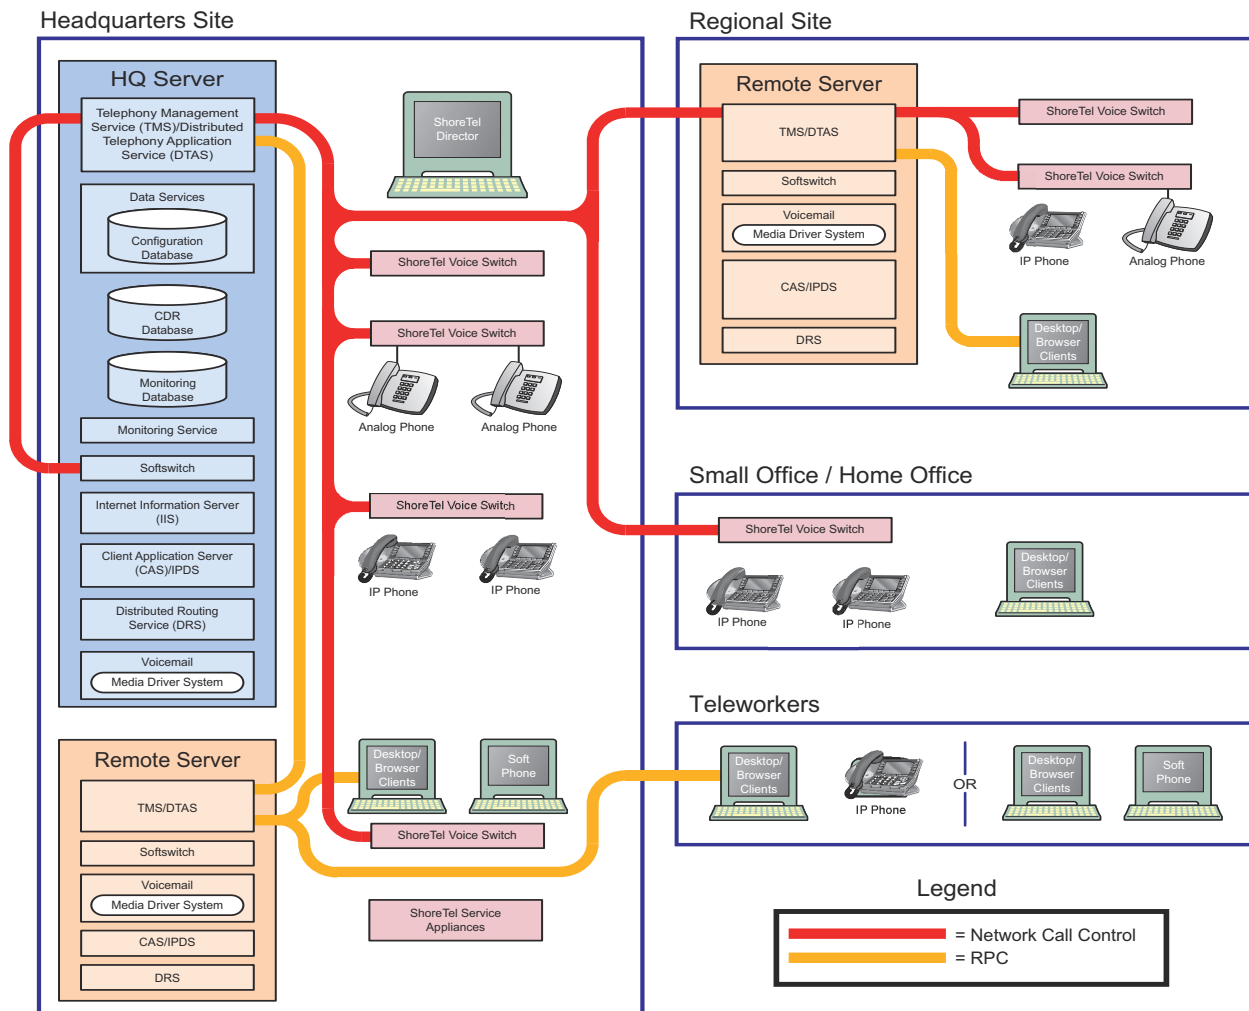 Headquarters Site
HQ Server
Telephony Management
Service (TMS)/Distributed
Telephony Application
Service (DTAS)
Data Services
Configuration
Database
CDR
Database
Monitoring
Database
Monitoring Service
Softswitch
Internet Information Server
(IIS)
Client Application Server
(CAS)/IPDS
Distributed Routing
Service (DRS)
Voicemail
Media Driver System
Remote Server
TMS/DTAS
Softswitch
Voicemail
Media Driver System
CAS/IPDS
DRS
ShoreTel
Director
ShoreTel Voice Switch
ShoreTel Voice Switch
Analog Phone
Analog Phone
ShoreTel Voice Switch
IP Phone
IP Phone
Desktop/
Browser
Clients
Soft
Phone
ShoreTel Voice Switch
ShoreTel Service
Appliances
Regional Site
Remote Server
TMS/DTAS
Softswitch
Voicemail
Media Driver System
CAS/IPDS
DRS
ShoreTel Voice Switch
ShoreTel Voice Switch
IP Phone
Analog Phone
Desktop/
Browser
Clients
Small Office / Home Office
ShoreTel Voice Switch
IP Phone
IP Phone
Desktop/
Browser
Clients
Teleworkers
Desktop/
Browser
Clients
IP Phone
OR
Desktop/
Browser
Clients
Soft
Phone
Legend
= Network Call Control
= RPC